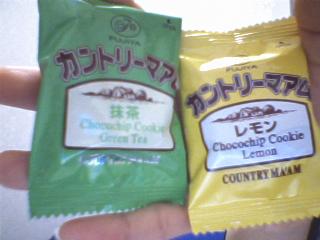 FUJIYA
カントリーマアム
抹茶
Chocochip Cookie
Green Tea
FUJIYA
カントリーマアム
レモン
Chocochip Cookie
Lemon
COUNTRY MA'AM